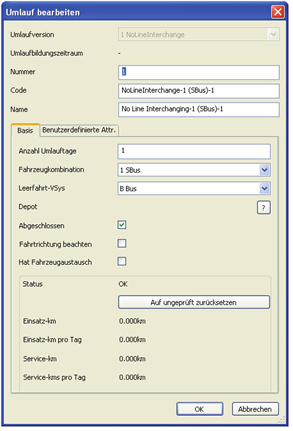 Umlauf bearbeiten
Umlaufversion 1 NoLineInterchange
Umlaufbildungszeitraum -
Nummer 1
Code NoLineInterchange-1 (SBus)-1
Name No Line Interchanging-1 (SBus)-1
Basis Benutzerdefinierte Attr.
Anzahl Umlauftage 1
Fahrzeugkombination 1 SBus
Leerfahrt-VSys B Bus
Depot ?
Abgeschlossen
Fahrtrichtung beachten
Hat Fahrzeugaustausch
Status OK
Auf ungeprüft zurücksetzen
Einsatz-km 0.000km
Einsatz-km pro Tag 0.000km
Service-km 0.000km
Service-kms pro Tag 0.000km
OK Abbrechen